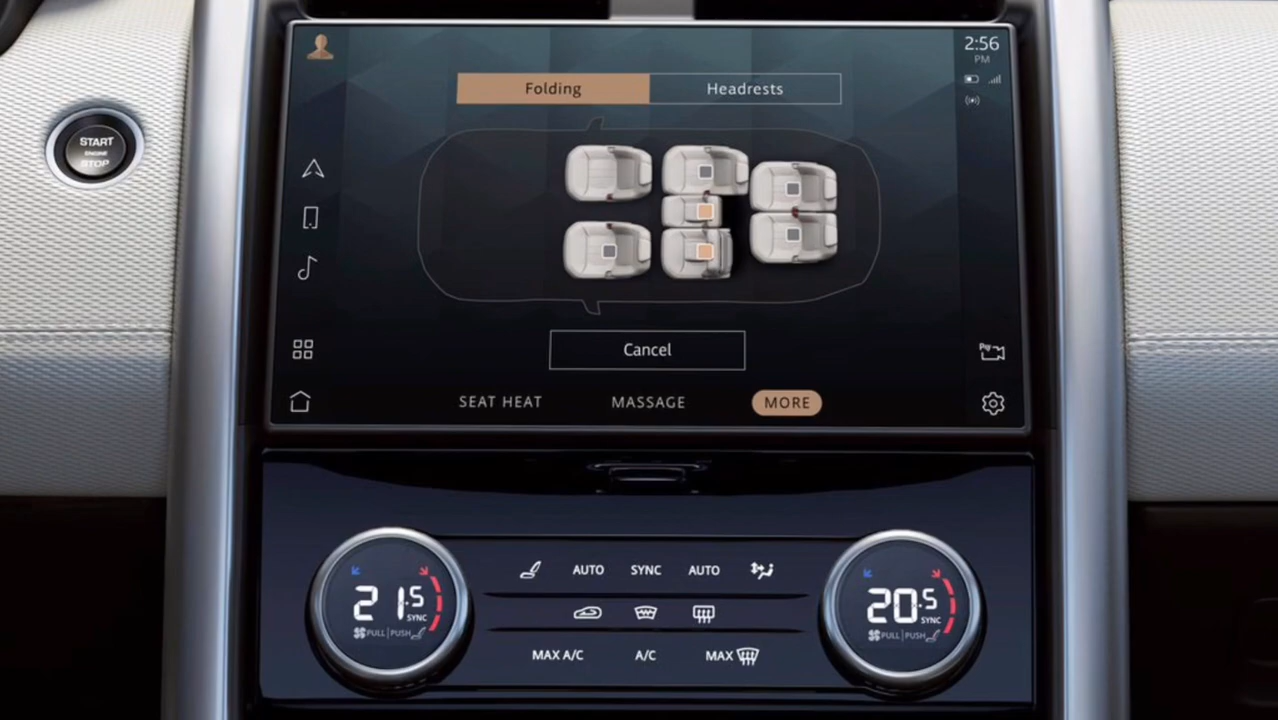 2:56
PM
Folding
Headrests
START
ENGINE
STOP
Cancel
SEAT HEAT
MASSAGE
MORE
21.5
SYNC
PULL | PUSH
AUTO
SYNC
AUTO
MAX A/C
A/C
MAX
20.5
SYNC
PULL | PUSH